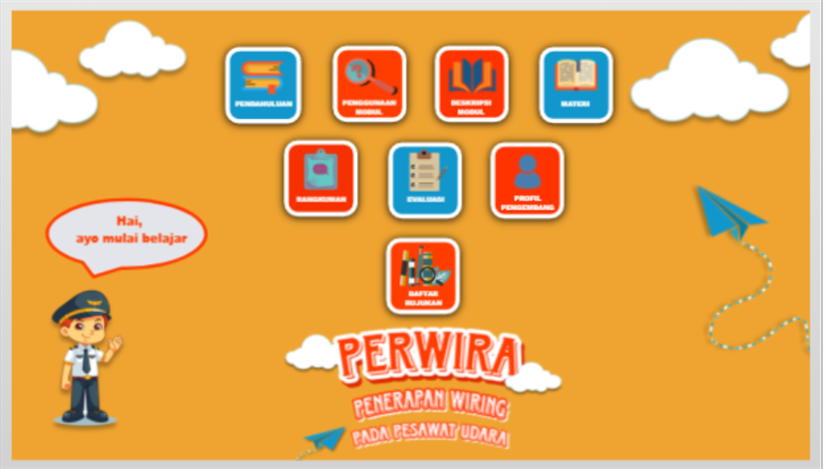 PENDAHULUAN
PENGGUNAAN
MODUL
DESKRIPSI
MODUL
MATERI
RANGKUMAN
EVALUASI
PROFIL
PENGEMBANG
Hai,
ayo mulai belajar
DAFTAR
RUJUKAN
PERWIRA
PENERAPAN WIRING
PADA PESAWAT UDARA